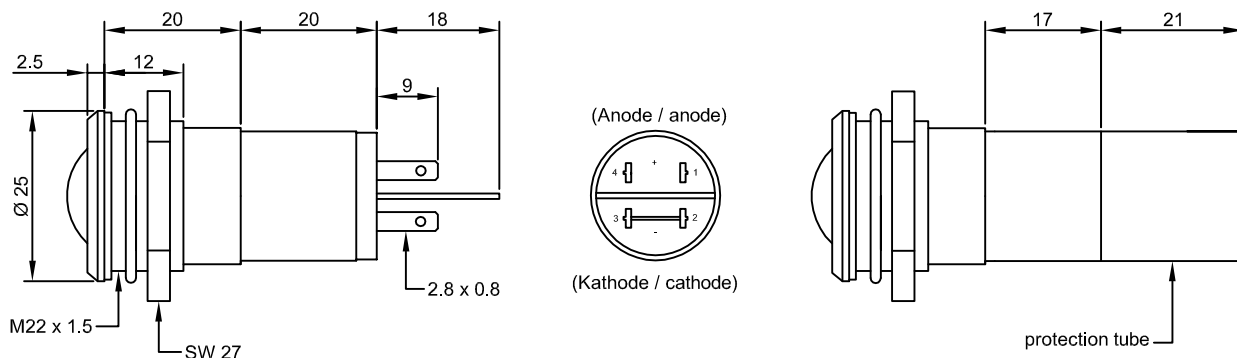 20
20
18
17
21
2.5
12
9
(Anode / anode)
Ø 25
+
4
1
3
2
-
(Kathode / cathode)
2.8 x 0.8
M22 x 1.5
SW 27
protection tube